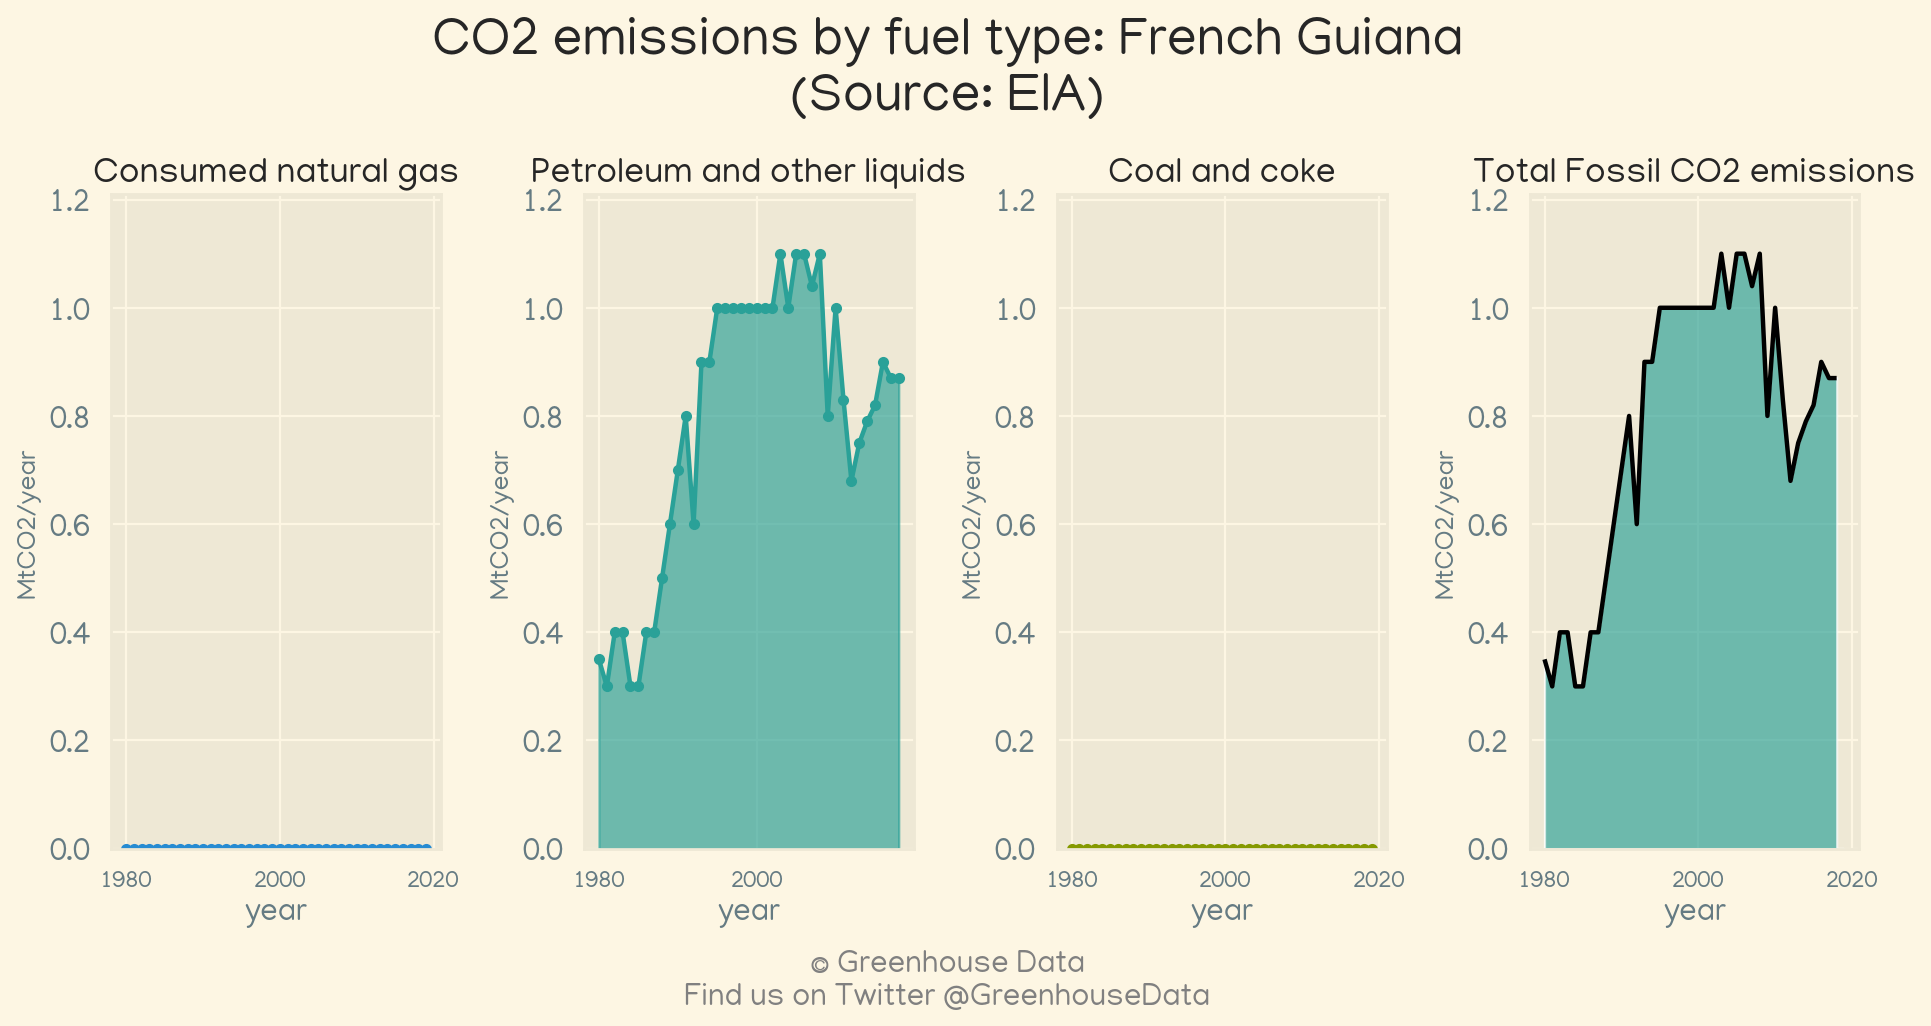 CO2 emissions by fuel type: French Guiana
(Source: EIA)
Consumed natural gas
1.2
1.0
0.8
0.6
0.4
0.2
0.0
MtCO2/year
1980 2000 2020
year
Petroleum and other liquids
1.2
1.0
0.8
0.6
0.4
0.2
0.0
MtCO2/year
1980 2000
year
Coal and coke
1.2
1.0
0.8
0.6
0.4
0.2
0.0
MtCO2/year
1980 2000 2020
year
Total Fossil CO2 emissions
1.2
1.0
0.8
0.6
0.4
0.2
0.0
MtCO2/year
1980 2000 2020
year
© Greenhouse Data
Find us on Twitter @GreenhouseData